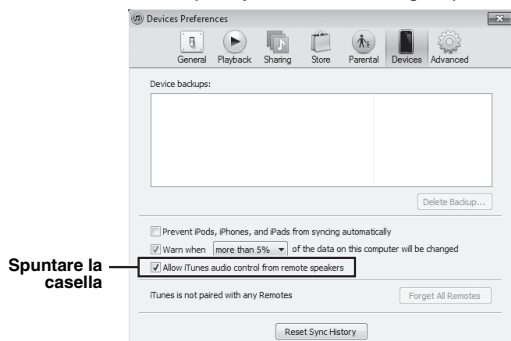 Devices Preferences
General Playback Sharing Store Parental Devices Advanced
Device backups:
Delete Backup...
Prevent iPods, iPhones, and iPads from syncing automatically
Warn when more than 5% of the data on this computer will be changed
Spuntare la casella
Allow iTunes audio control from remote speakers
iTunes is not paired with any Remotes Forget All Remotes
Reset Sync History